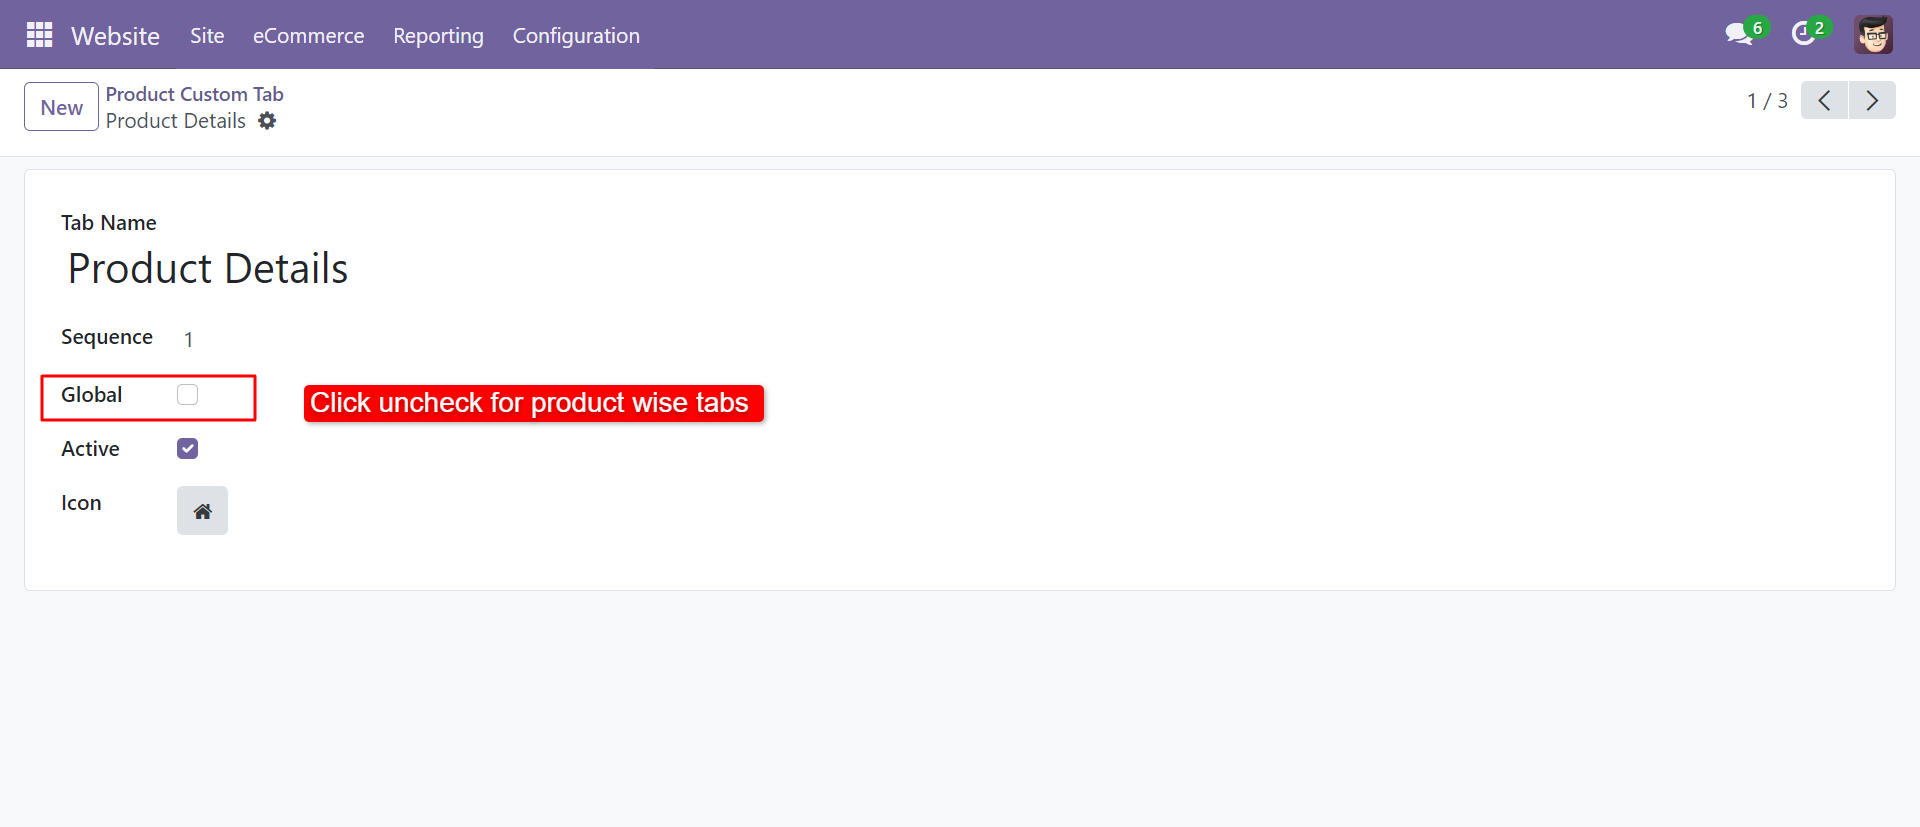 Website Site eCommerce Reporting Configuration 6 2
New
Product Custom Tab
Product Details
1 / 3
Tab Name
Product Details
Sequence 1
Global
Click uncheck for product wise tabs
Active
Icon